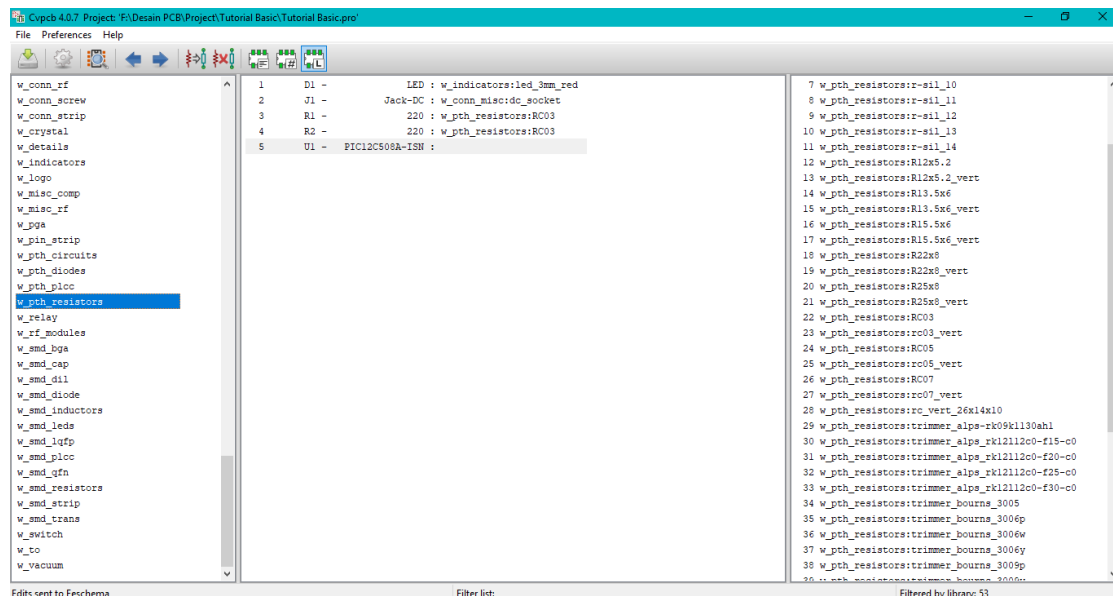 Cvpcb 4.0.7 Project: 'F:\Desain PCB\Project\Tutorial Basic\Tutorial Basic.pro'
File Preferences Help
w_conn_rf
w_conn_screw
w_conn_strip
w_crystal
w_details
w_indicators
w_logo
w_misc_comp
w_misc_rf
w_pga
w_pin_strip
w_pth_circuits
w_pth_diodes
w_pth_plcc
w_pth_resistors
w_relay
w_rf_modules
w_smd_bga
w_smd_cap
w_smd_dil
w_smd_diode
w_smd_inductors
w_smd_leds
w_smd_lqfp
w_smd_plcc
w_smd_qfn
w_smd_resistors
w_smd_strip
w_smd_trans
w_switch
w_to
w_vacuum
1 D1 - LED : w_indicators:led_3mm_red
2 J1 - Jack-DC : w_conn_misc:dc_socket
3 R1 - 220 : w_pth_resistors:RC03
4 R2 - 220 : w_pth_resistors:RC03
5 U1 - PIC12C508A-ISN :
7 w_pth_resistors:r-sil_10
8 w_pth_resistors:r-sil_11
9 w_pth_resistors:r-sil_12
10 w_pth_resistors:r-sil_13
11 w_pth_resistors:r-sil_14
12 w_pth_resistors:R12x5.2
13 w_pth_resistors:R12x5.2_vert
14 w_pth_resistors:R13.5x6
15 w_pth_resistors:R13.5x6_vert
16 w_pth_resistors:R15.5x6
17 w_pth_resistors:R15.5x6_vert
18 w_pth_resistors:R22x8
19 w_pth_resistors:R22x8_vert
20 w_pth_resistors:R25x8
21 w_pth_resistors:R25x8_vert
22 w_pth_resistors:RC03
23 w_pth_resistors:rc03_vert
24 w_pth_resistors:RC05
25 w_pth_resistors:rc05_vert
26 w_pth_resistors:RC07
27 w_pth_resistors:rc07_vert
28 w_pth_resistors:rc_vert_26x14x10
29 w_pth_resistors:trimmer_alps-rk09k1130ah1
30 w_pth_resistors:trimmer_alps_rk12112c0-f15-c0
31 w_pth_resistors:trimmer_alps_rk12112c0-f20-c0
32 w_pth_resistors:trimmer_alps_rk12112c0-f25-c0
33 w_pth_resistors:trimmer_alps_rk12112c0-f30-c0
34 w_pth_resistors:trimmer_bourns_3005
35 w_pth_resistors:trimmer_bourns_3006p
36 w_pth_resistors:trimmer_bourns_3006w
37 w_pth_resistors:trimmer_bourns_3006y
38 w_pth_resistors:trimmer_bourns_3009p
Edits sent to Eeschema
Filter list:
Filtered by library: 53